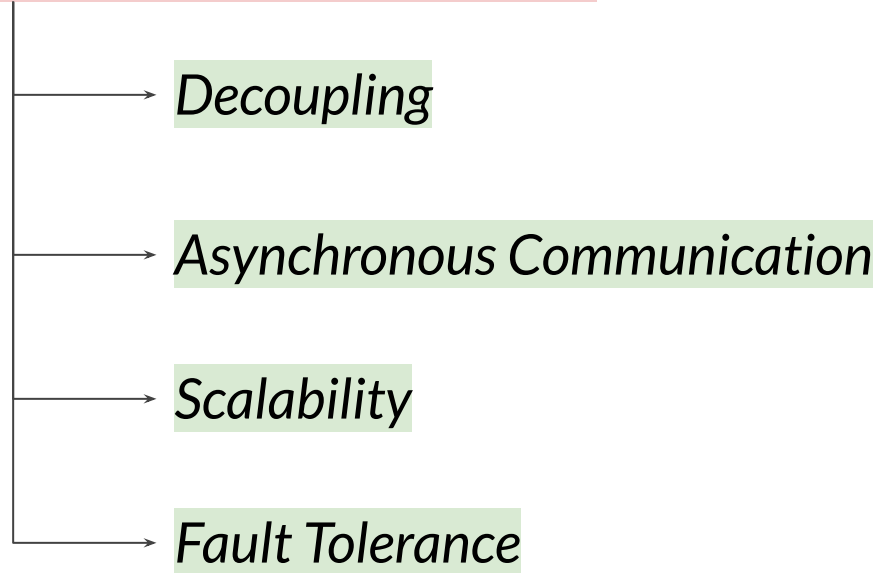 Decoupling
Asynchronous Communication
Scalability
Fault Tolerance